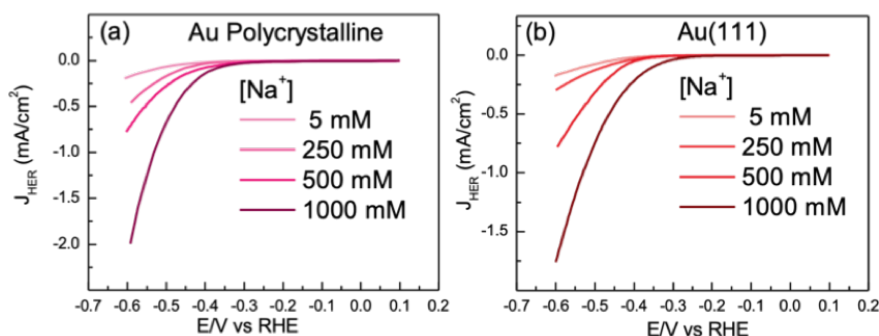 (a) Au Polycrystalline
0.0
-0.5
-1.0
-1.5
-2.0
J_HER (mA/cm²)
[Na⁺]
5 mM
250 mM
500 mM
1000 mM
-0.7 -0.6 -0.5 -0.4 -0.3 -0.2 -0.1 0.0 0.1
E/V vs RHE
(b) Au(111)
0.0
-0.5
-1.0
-1.5
J_HER (mA/cm²)
[Na⁺]
5 mM
250 mM
500 mM
1000 mM
-0.7 -0.6 -0.5 -0.4 -0.3 -0.2 -0.1 0.0 0.1
E/V vs RHE